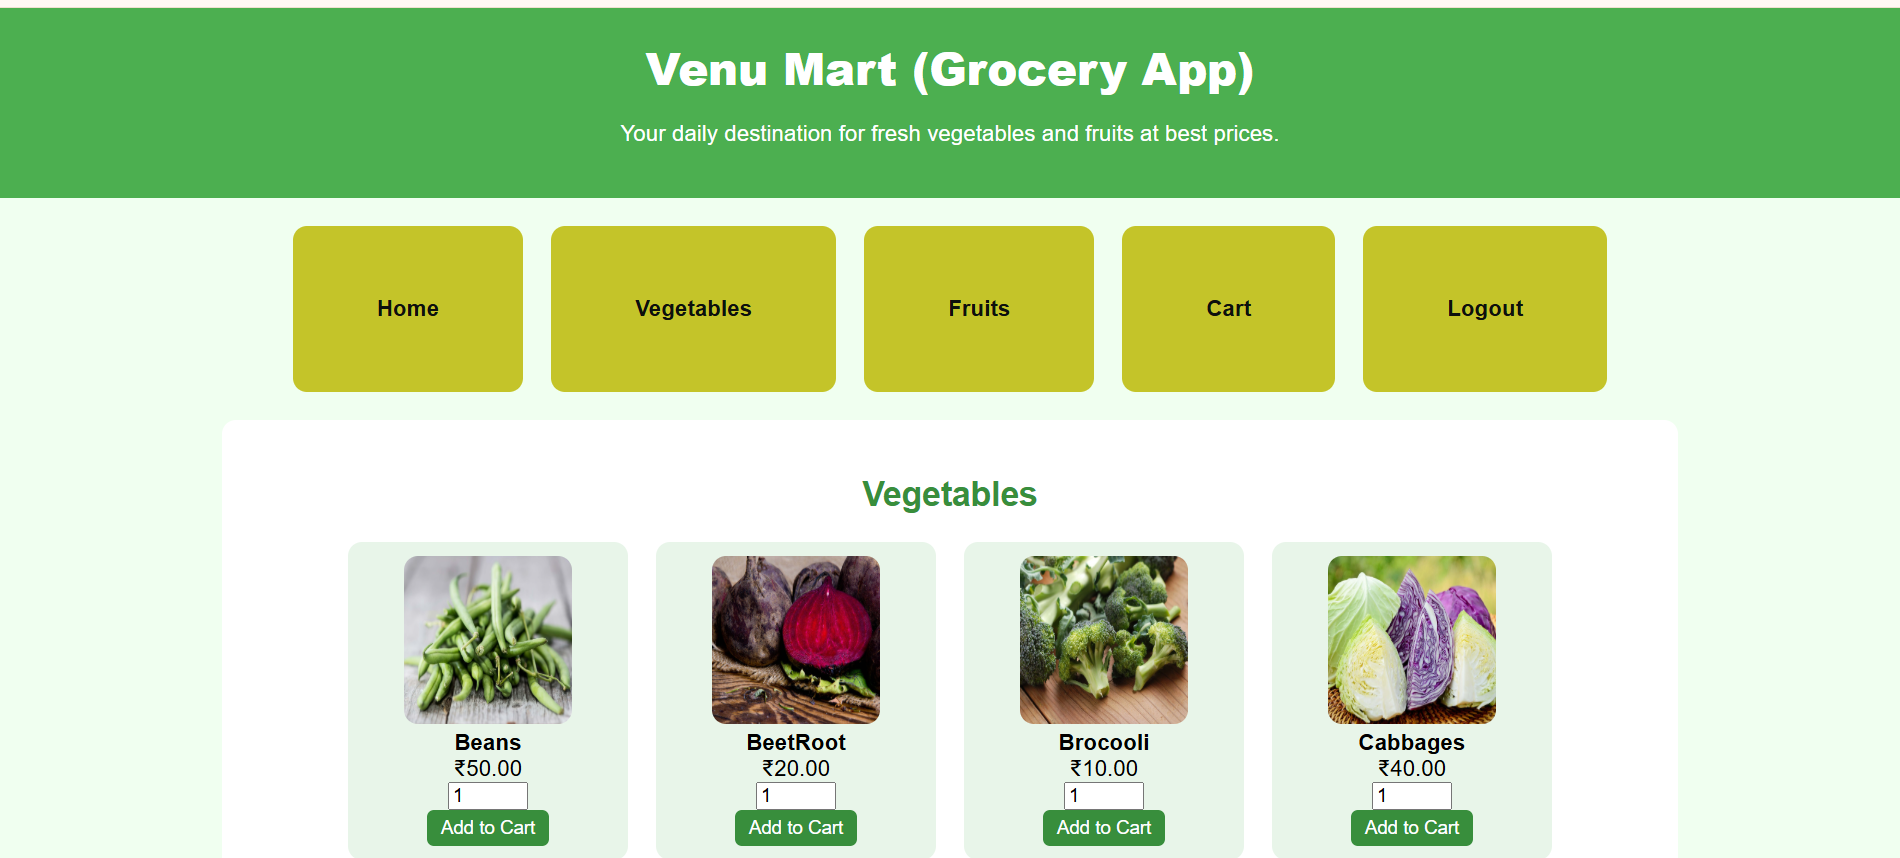 Venu Mart (Grocery App)
Your daily destination for fresh vegetables and fruits at best prices.
Home
Vegetables
Fruits
Cart
Logout
Vegetables
Beans
₹50.00
1
Add to Cart
BeetRoot
₹20.00
1
Add to Cart
Brocooli
₹10.00
1
Add to Cart
Cabbages
₹40.00
1
Add to Cart